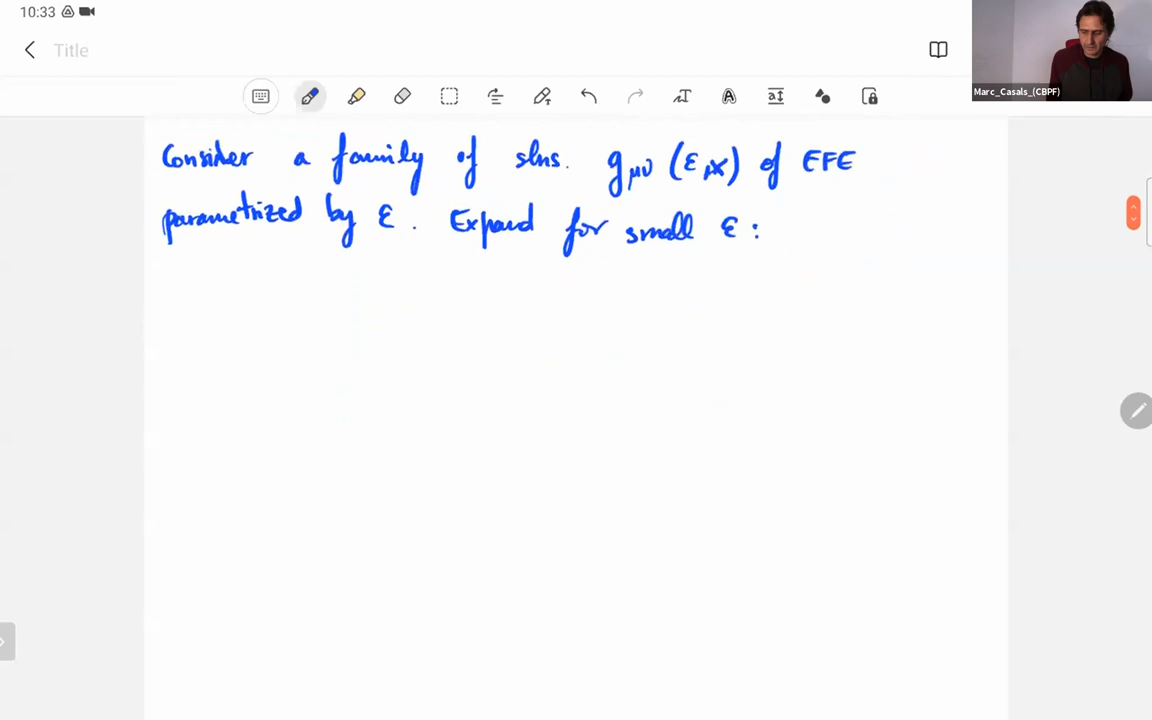 10:33
Title
Marc_Casals_(CBPF)
Consider a family of slns. gμν (ε,x) of EFE
parametrized by ε. Expand for small ε: